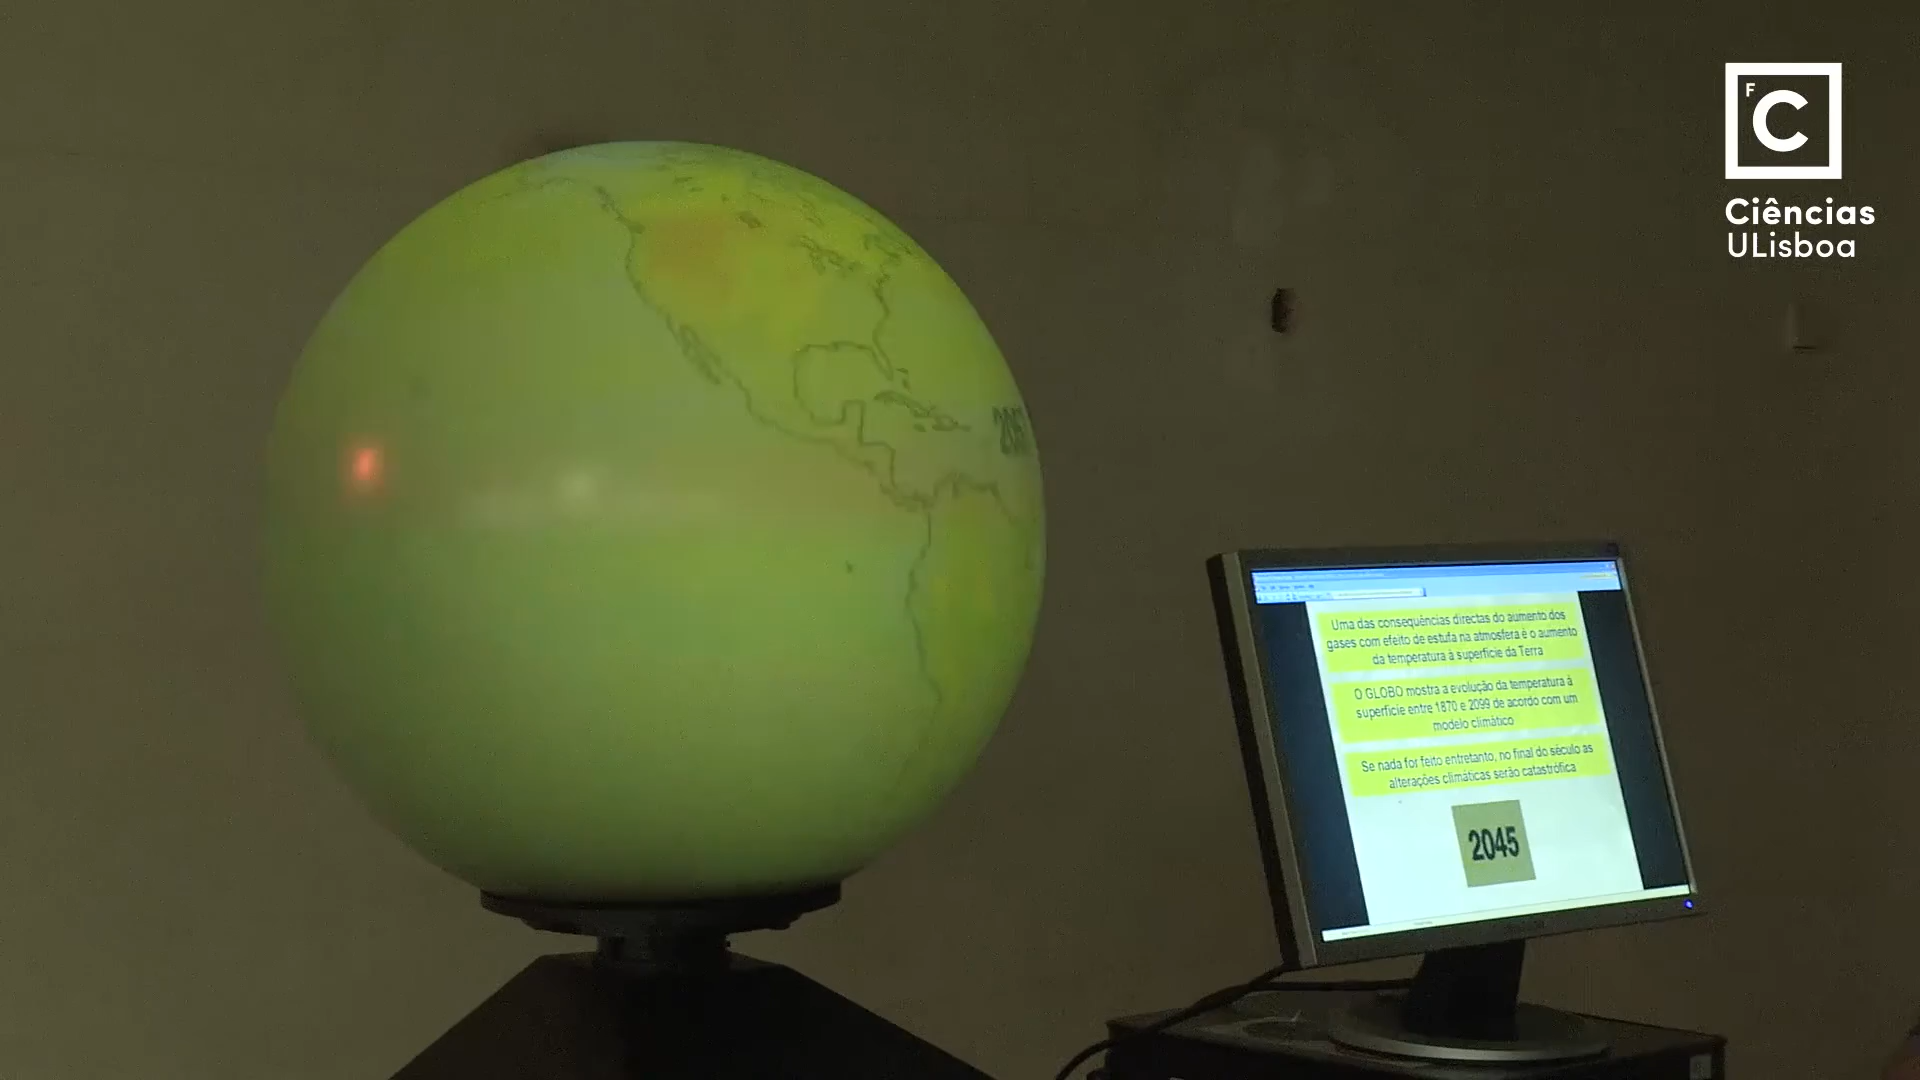 F
C
Ciências
ULisboa
Uma das consequências directas do aumento dos
gases com efeito de estufa na atmosfera é o aumento
da temperatura à superfície da Terra
O GLOBO mostra a evolução da temperatura à
superfície entre 1870 e 2099 de acordo com um
modelo climático
Se nada for feito entretanto, no final do século as
alterações climáticas serão catastrófica
2045